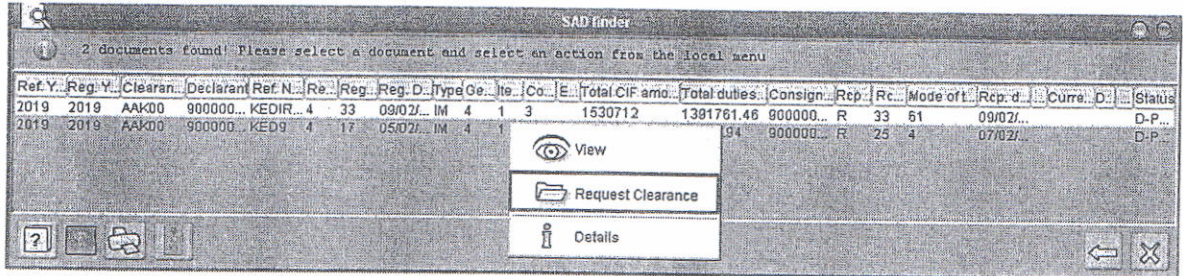 SAD finder
2 documents found! Please select a document and select an action from the local menu
Ref.Y... Reg. Y... Clearan... Declarant Ref. N... Re... Reg... Reg. D... Type Ge... Ite... Co... E... Total CIF amo... Total duties... Consign... Rcp... Rc... Mode of t... Rcp. d... ... Curre... D... ... Status
2019 2019 AAK00 900000... KEDIR... 4 33 09/02/... IM 4 1 3 1530712 1391761.46 900000... R 33 61 09/02/... D-P...
2019 2019 AAK00 900000... KED9 4 17 05/02/... IM 4 1 .94 900000... R 25 4 07/02/... D-P...
View
Request Clearance
Details